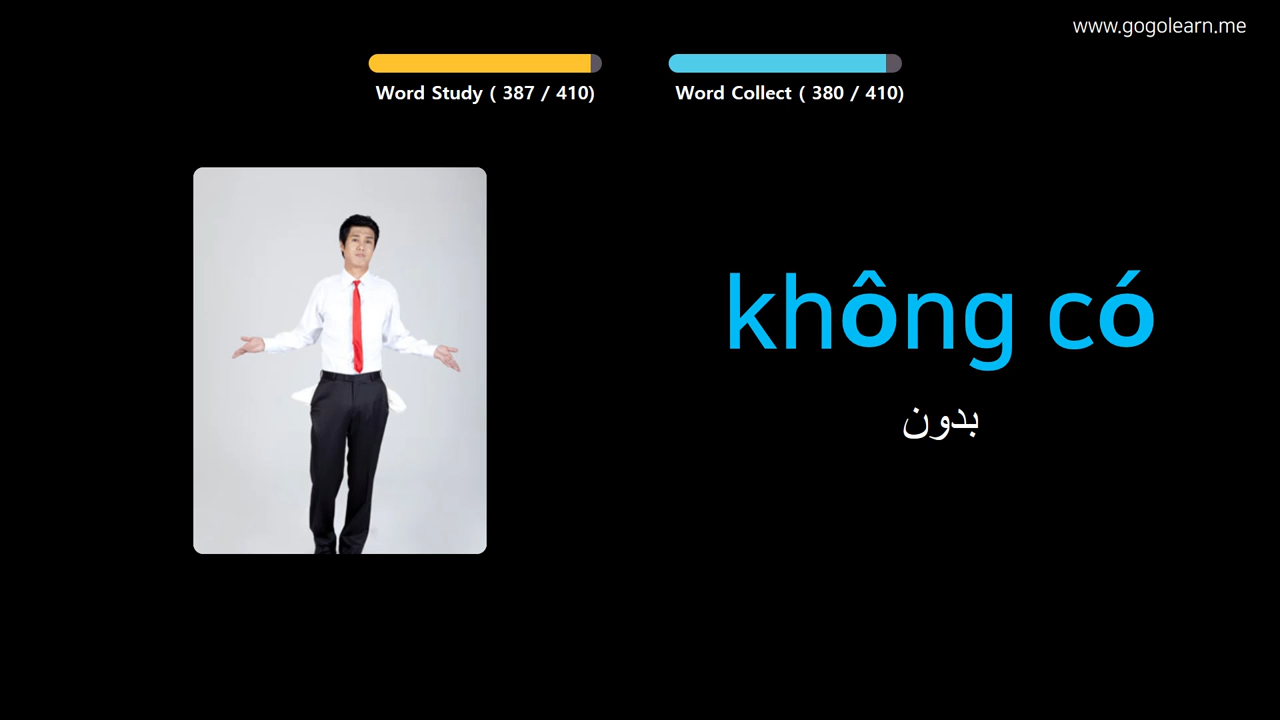 www.gogolearn.me
Word Study ( 387 / 410)
Word Collect ( 380 / 410)
không có
بدون